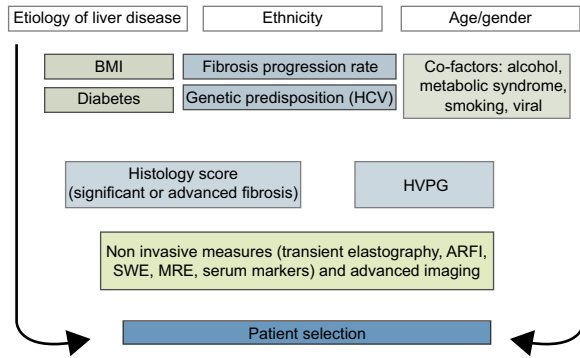 Etiology of liver disease
Ethnicity
Age/gender
BMI
Fibrosis progression rate
Co-factors: alcohol,
metabolic syndrome,
smoking, viral
Diabetes
Genetic predisposition (HCV)
Histology score
(significant or advanced fibrosis)
HVPG
Non invasive measures (transient elastography, ARFI,
SWE, MRE, serum markers) and advanced imaging
Patient selection